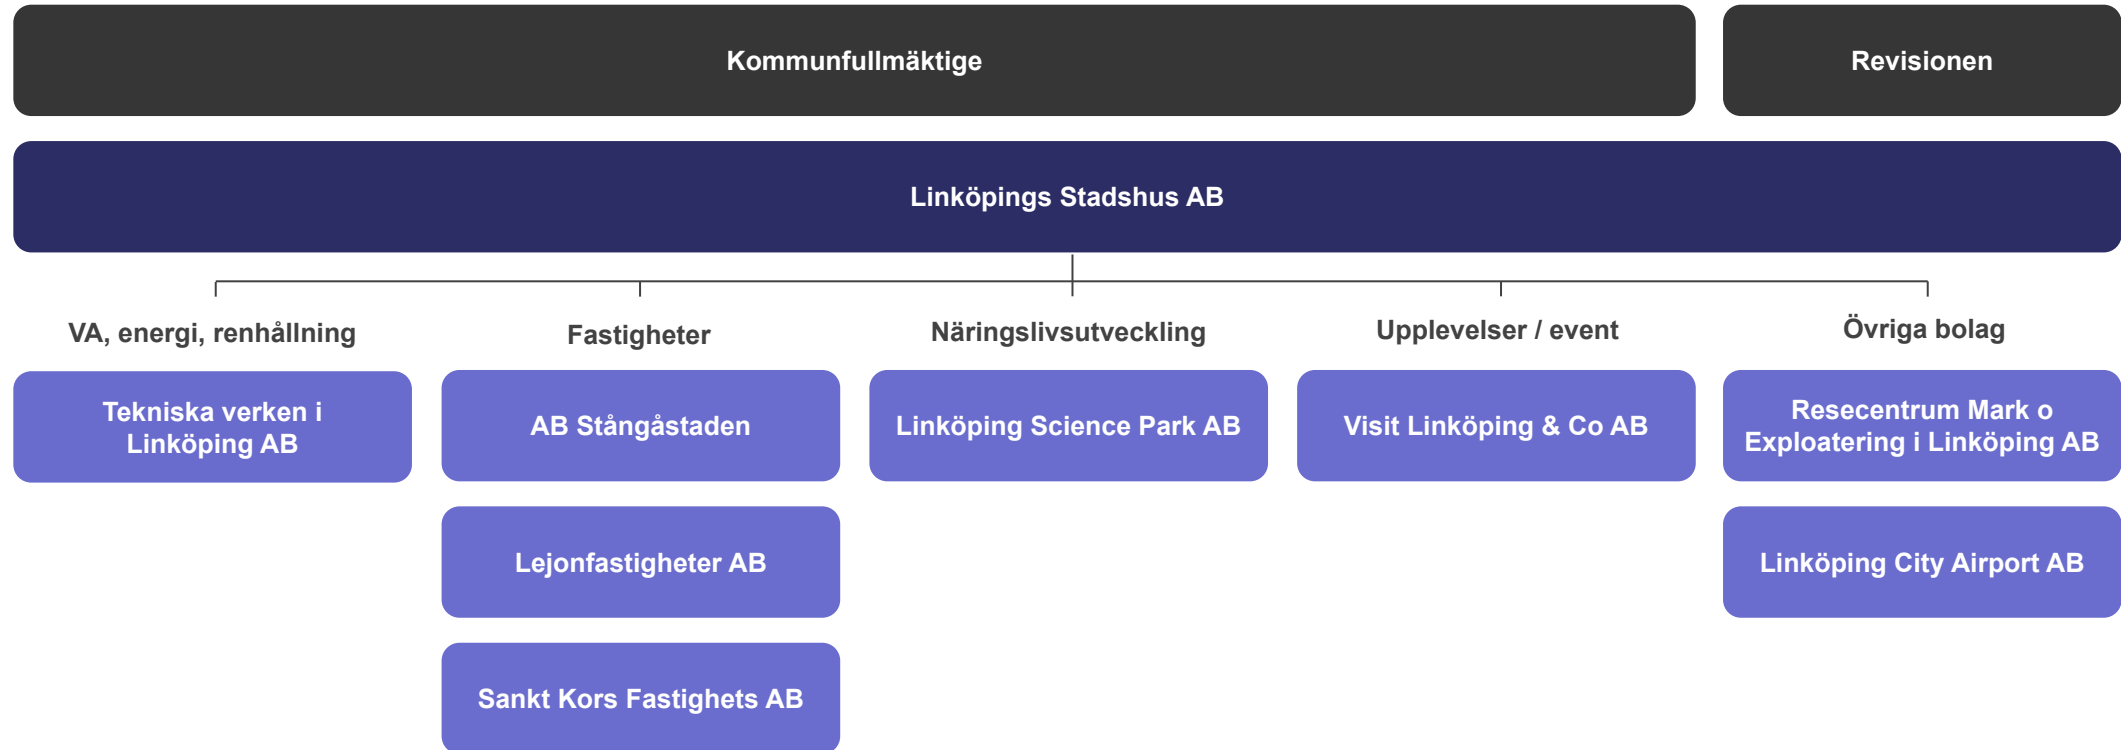 Kommunfullmäktige
Revisionen
Linköpings Stadshus AB
VA, energi, renhållning
Fastigheter
Näringslivsutveckling
Upplevelser / event
Övriga bolag
Tekniska verken i
Linköping AB
AB Stångåstaden
Linköping Science Park AB
Visit Linköping & Co AB
Resecentrum Mark o
Exploatering i Linköping AB
Lejonfastigheter AB
Linköping City Airport AB
Sankt Kors Fastighets AB